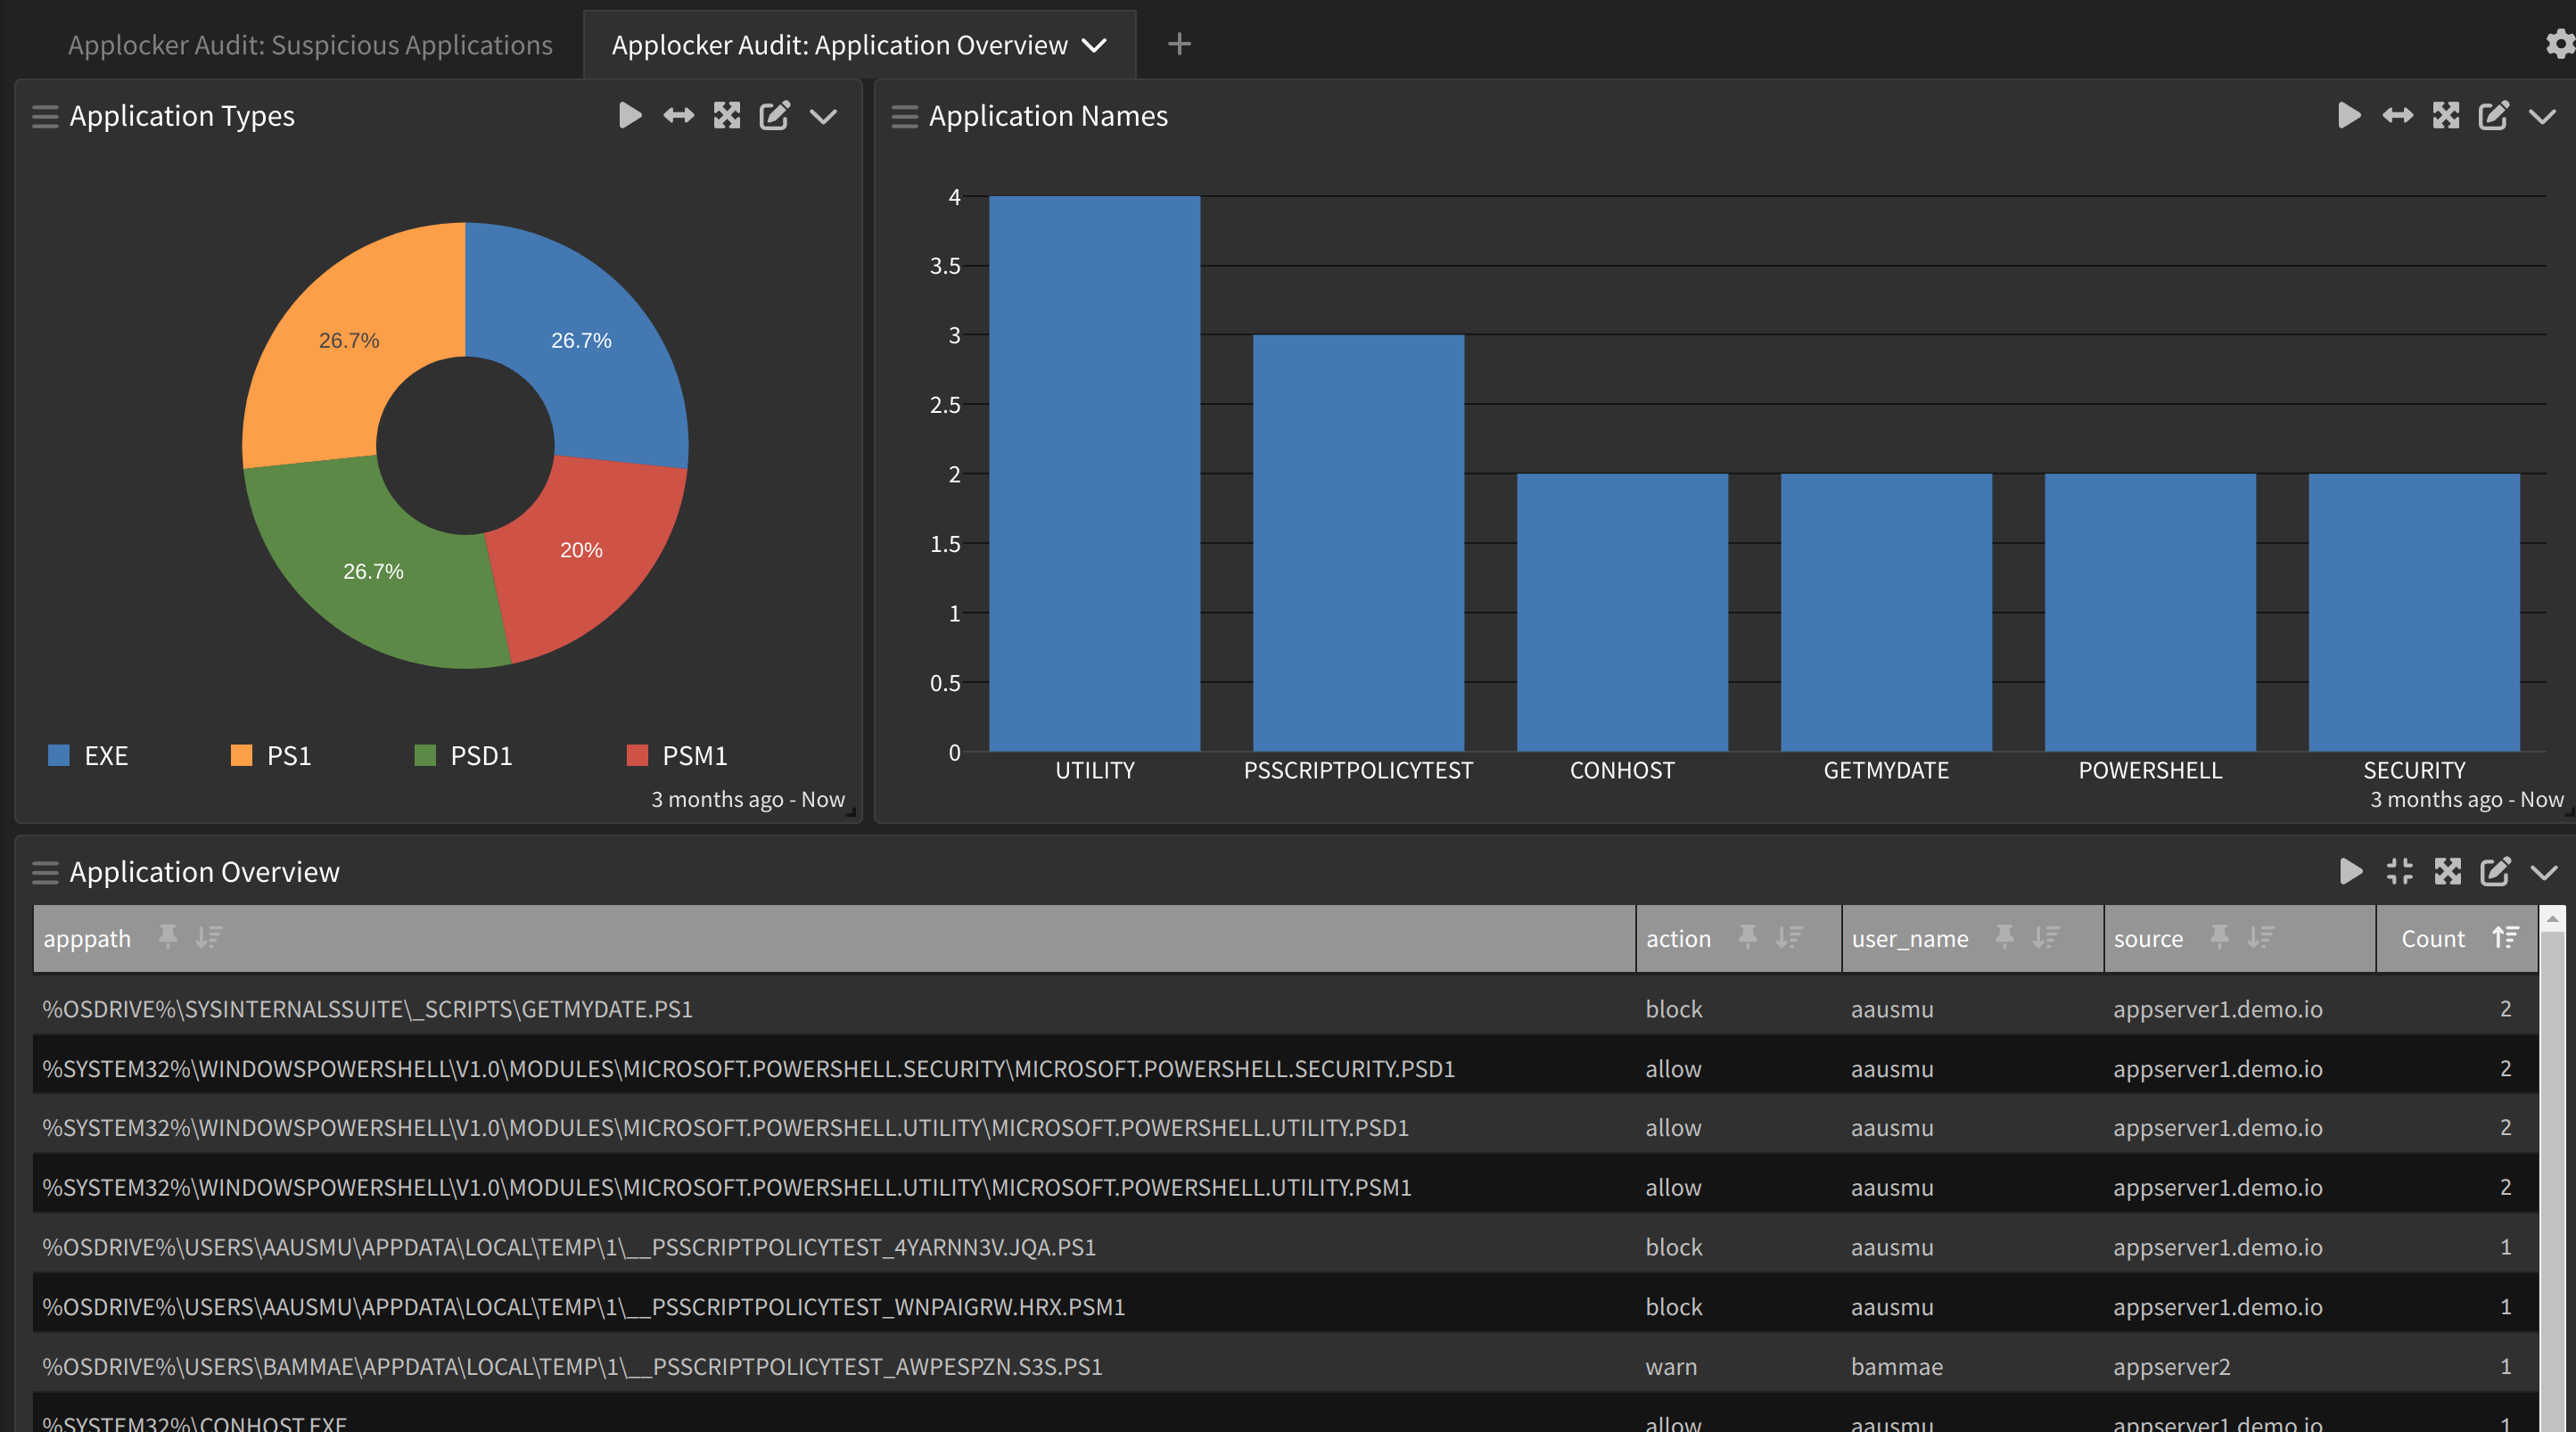 Applocker Audit: Suspicious Applications
Applocker Audit: Application Overview
Application Types
26.7%
26.7%
26.7%
20%
EXE
PS1
PSD1
PSM1
3 months ago - Now
Application Names
4
3.5
3
2.5
2
1.5
1
0.5
0
UTILITY
PSSCRIPTPOLICYTEST
CONHOST
GETMYDATE
POWERSHELL
SECURITY
3 months ago - Now
Application Overview
apppath action user_name source Count
%OSDRIVE%\SYSINTERNALSSUITE\_SCRIPTS\GETMYDATE.PS1 block aausmu appserver1.demo.io 2
%SYSTEM32%\WINDOWSPOWERSHELL\V1.0\MODULES\MICROSOFT.POWERSHELL.SECURITY\MICROSOFT.POWERSHELL.SECURITY.PSD1 allow aausmu appserver1.demo.io 2
%SYSTEM32%\WINDOWSPOWERSHELL\V1.0\MODULES\MICROSOFT.POWERSHELL.UTILITY\MICROSOFT.POWERSHELL.UTILITY.PSD1 allow aausmu appserver1.demo.io 2
%SYSTEM32%\WINDOWSPOWERSHELL\V1.0\MODULES\MICROSOFT.POWERSHELL.UTILITY\MICROSOFT.POWERSHELL.UTILITY.PSM1 allow aausmu appserver1.demo.io 2
%OSDRIVE%\USERS\AAUSMU\APPDATA\LOCAL\TEMP\1\__PSSCRIPTPOLICYTEST_4YARNN3V.JQA.PS1 block aausmu appserver1.demo.io 1
%OSDRIVE%\USERS\AAUSMU\APPDATA\LOCAL\TEMP\1\__PSSCRIPTPOLICYTEST_WNPAIGRW.HRX.PSM1 block aausmu appserver1.demo.io 1
%OSDRIVE%\USERS\BAMMAE\APPDATA\LOCAL\TEMP\1\__PSSCRIPTPOLICYTEST_AWPESPZN.S3S.PS1 warn bammae appserver2 1
%SYSTEM32%\CONHOST.EXE allow aausmu appserver1.demo.io 1